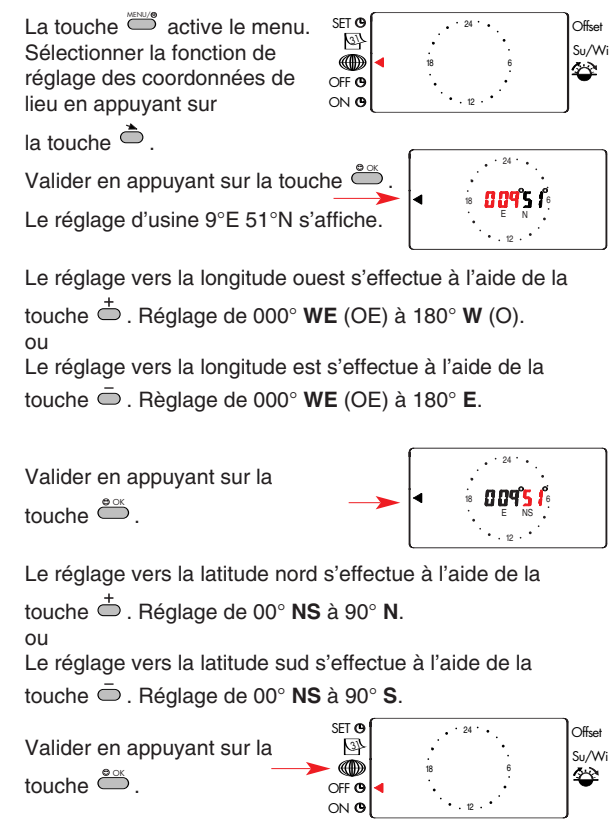 La touche MENU/ active le menu.
Sélectionner la fonction de
réglage des coordonnées de
lieu en appuyant sur
la touche .
SET
OFF
ON
24
18
6
12
Offset
Su/Wi
Valider en appuyant sur la touche OK .
Le réglage d'usine 9°E 51°N s'affiche.
24
18 009° 51° 6
E N
12
Le réglage vers la longitude ouest s'effectue à l'aide de la
touche + . Réglage de 000° WE (OE) à 180° W (O).
ou
Le réglage vers la longitude est s'effectue à l'aide de la
touche - . Règlage de 000° WE (OE) à 180° E.
Valider en appuyant sur la
touche OK .
24
18 009° 51° 6
E NS
12
Le réglage vers la latitude nord s'effectue à l'aide de la
touche + . Réglage de 00° NS à 90° N.
ou
Le réglage vers la latitude sud s'effectue à l'aide de la
touche - . Réglage de 00° NS à 90° S.
Valider en appuyant sur la
touche OK .
SET
31
OFF
ON
24
18
6
12
Offset
Su/Wi